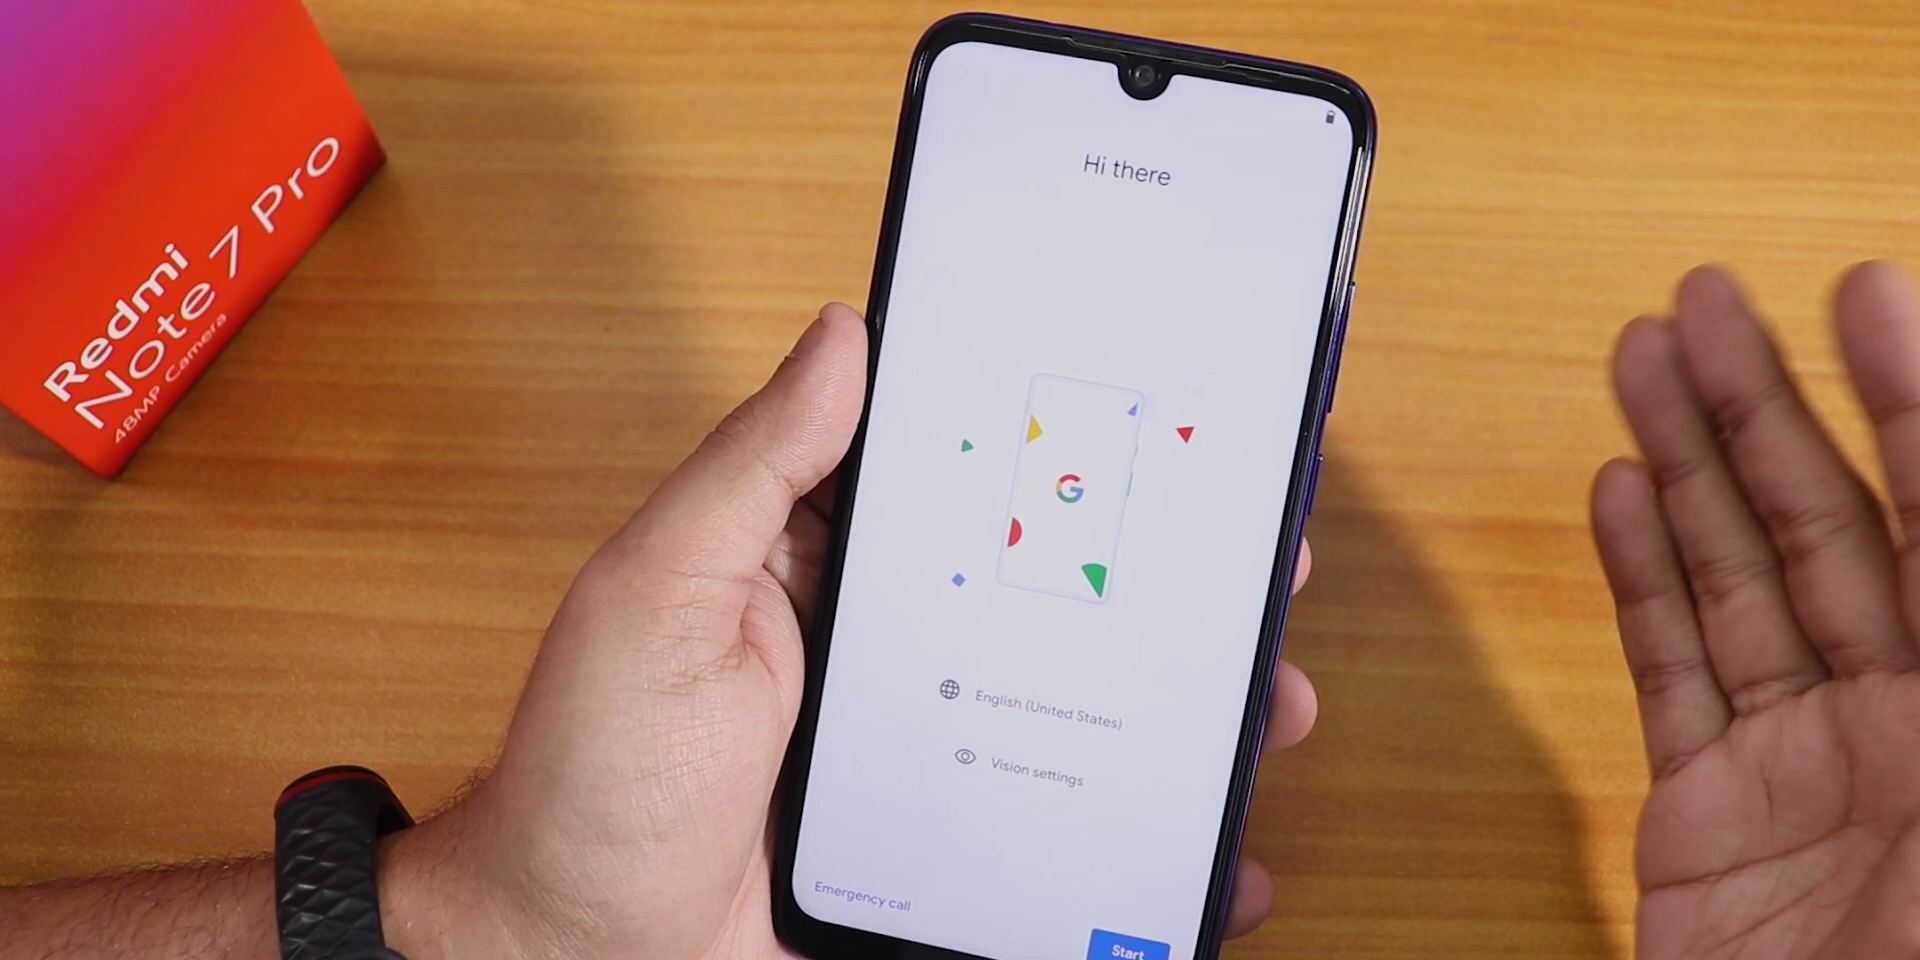 Redmi
Note 7 Pro
48MP Camera
Hi there
G
English (United States)
Vision settings
Emergency call
Start